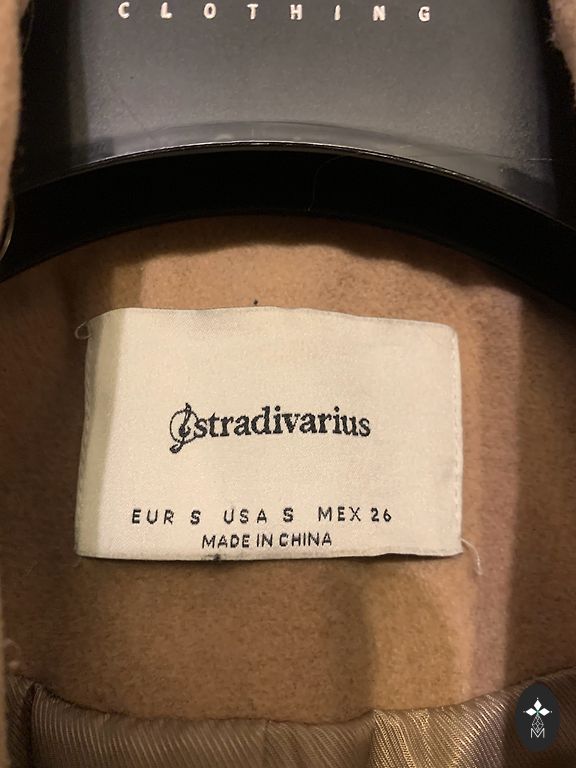 CLOTHING
stradivarius
EUR S USA S MEX 26
MADE IN CHINA
M